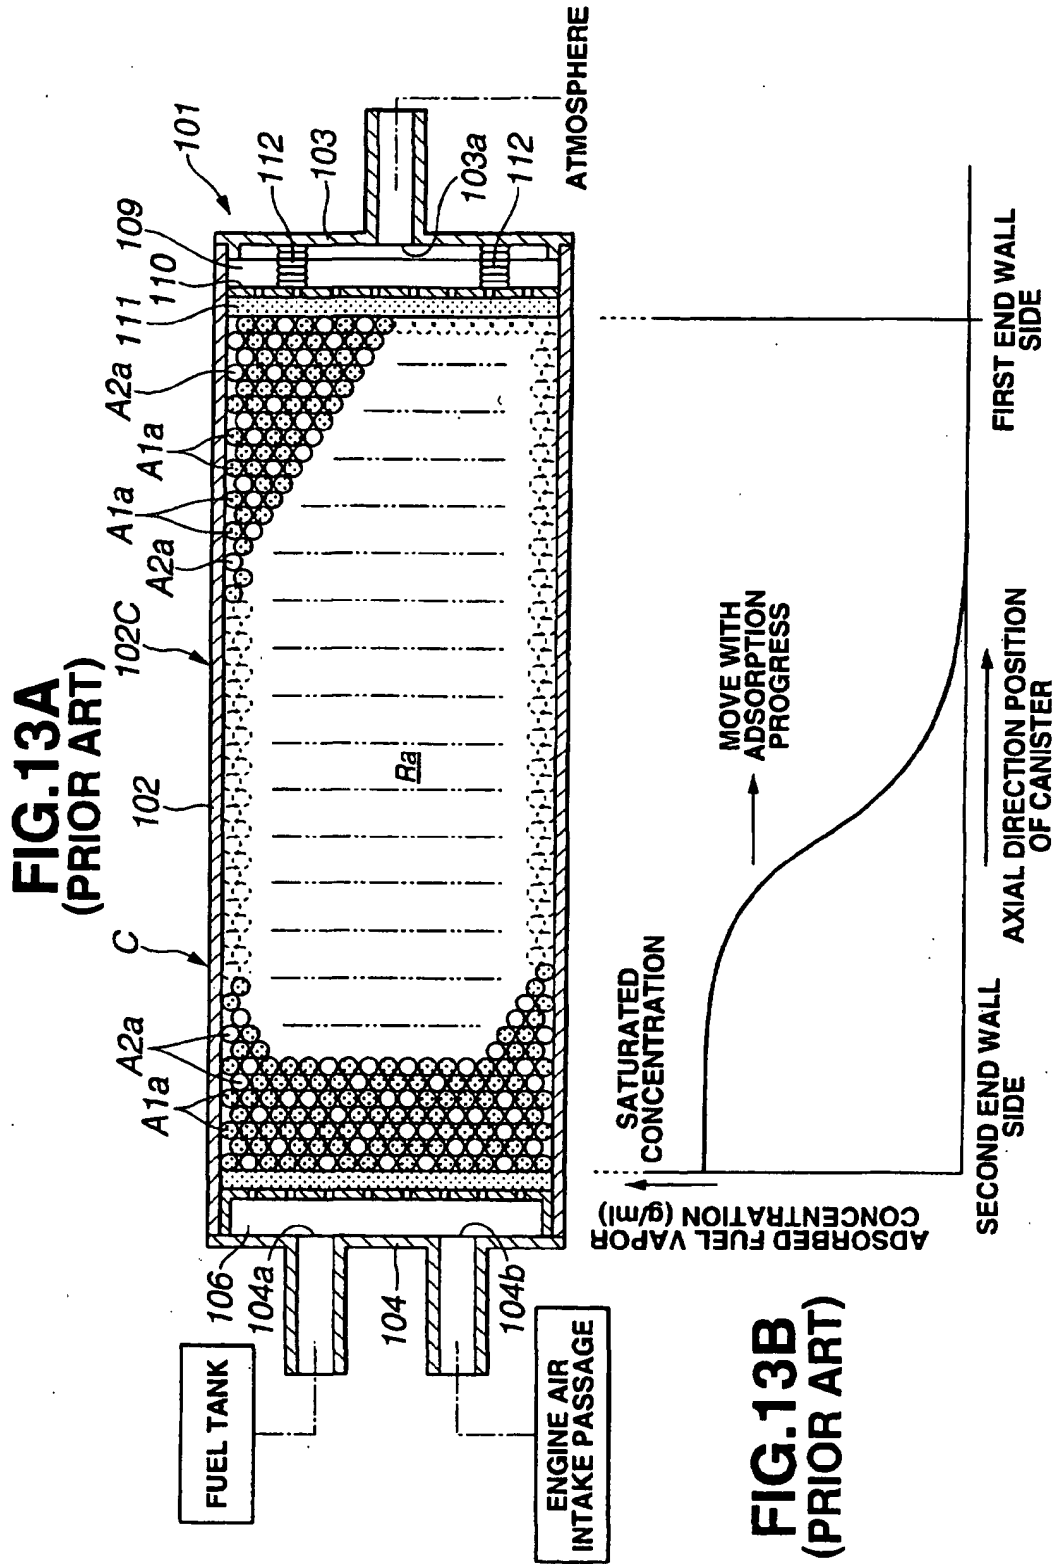 FIG.13A
(PRIOR ART)
C
102
102C
101
A1a
A2a
A2a
A1a
A1a
A2a
111
110
109
112
103
103a
112
ATMOSPHERE
Ra
106
104a
104
104b
FUEL TANK
ENGINE AIR
INTAKE PASSAGE
FIG.13B
(PRIOR ART)
ADSORBED FUEL VAPOR
CONCENTRATION (g/ml)
SATURATED
CONCENTRATION
MOVE WITH
ADSORPTION
PROGRESS
SECOND END WALL
SIDE
AXIAL DIRECTION POSITION
OF CANISTER
FIRST END WALL
SIDE